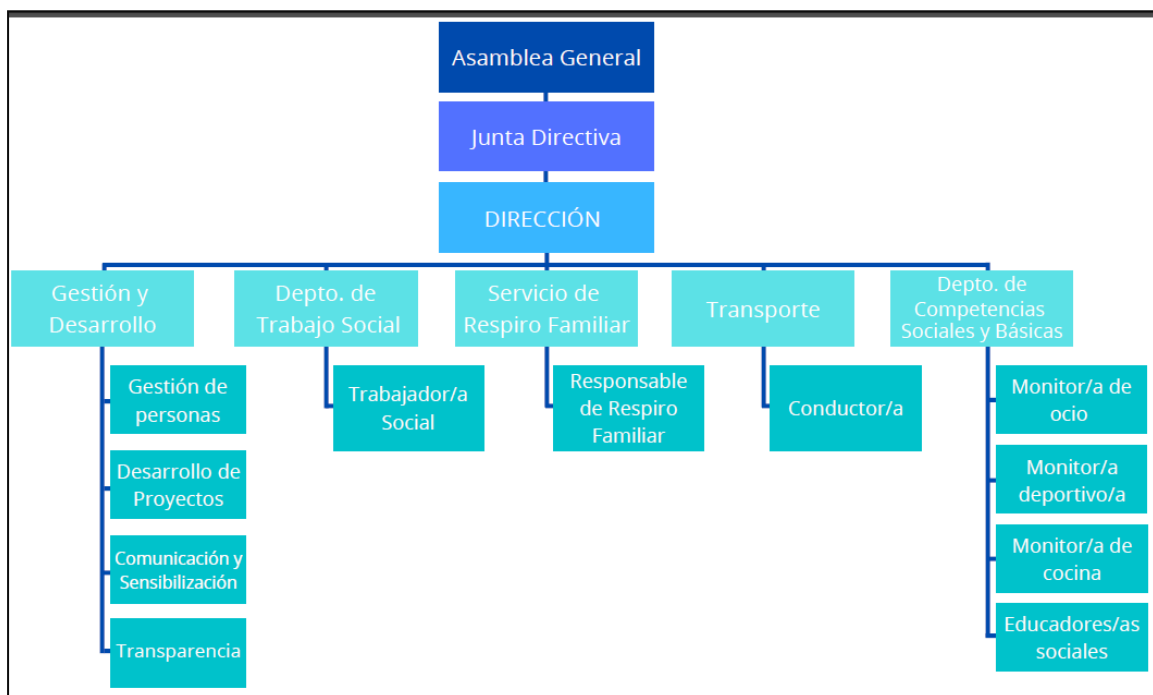 Asamblea General
Junta Directiva
DIRECCIÓN
Gestión y
Desarrollo
Depto. de
Trabajo Social
Servicio de
Respiro Familiar
Transporte
Depto. de
Competencias
Sociales y Básicas
Gestión de
personas
Desarrollo de
Proyectos
Comunicación y
Sensibilización
Transparencia
Trabajador/a
Social
Responsable
de Respiro
Familiar
Conductor/a
Monitor/a de
ocio
Monitor/a
deportivo/a
Monitor/a de
cocina
Educadores/as
sociales